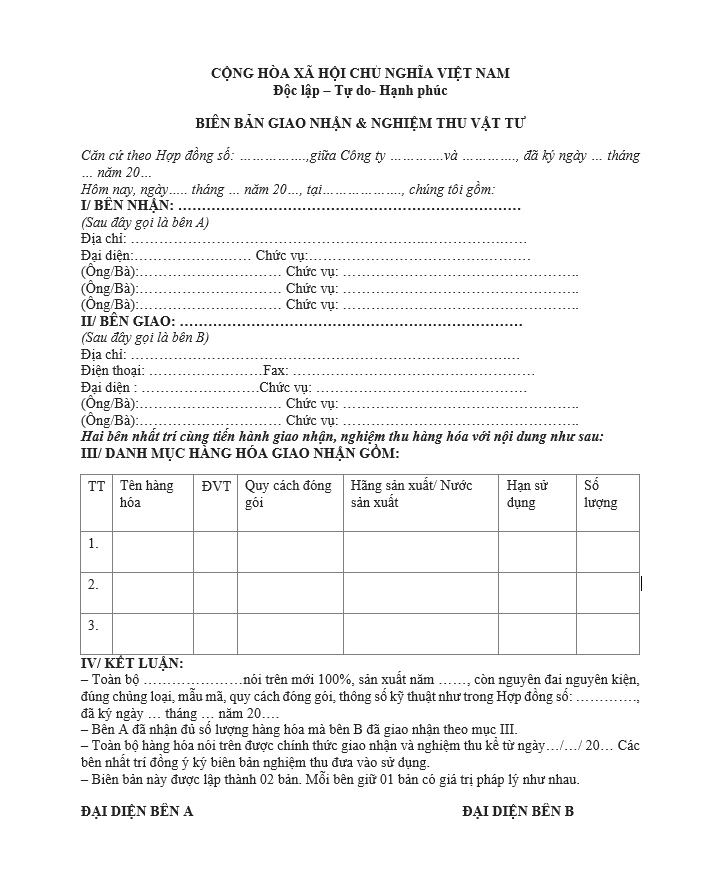 CỘNG HÒA XÃ HỘI CHỦ NGHĨA VIỆT NAM
Độc lập – Tự do- Hạnh phúc
BIÊN BẢN GIAO NHẬN & NGHIỆM THU VẬT TƯ
Căn cứ theo Hợp đồng số: …………….,giữa Công ty ………….và …………., đã ký ngày … tháng
… năm 20…
Hôm nay, ngày….. tháng … năm 20…, tại………………., chúng tôi gồm:
I/ BÊN NHẬN: ………………………………………………………………
(Sau đây gọi là bên A)
Địa chỉ: ……………………………………………………..………………..……
Đại diện:……………………. Chức vụ:……………………..……………..………
(Ông/Bà):………………………… Chức vụ: …………………………………………..
(Ông/Bà):………………………… Chức vụ: …………………………………………..
(Ông/Bà):………………………… Chức vụ: …………………………………………..
II/ BÊN GIAO: ………………………………………………………………
(Sau đây gọi là bên B)
Địa chỉ: ……………………………………………………………………….
Điện thoại: ……………………Fax: ……………………………………………
Đại diện : …………………….Chức vụ: …………………………..……………..
(Ông/Bà):………………………… Chức vụ: …………………………………………..
(Ông/Bà):………………………… Chức vụ: …………………………………………..
Hai bên nhất trí cùng tiến hành giao nhận, nghiệm thu hàng hóa với nội dung như sau:
III/ DANH MỤC HÀNG HÓA GIAO NHẬN GỒM:
TT Tên hàng ĐVT Quy cách đóng Hãng sản xuất/ Nước Hạn sử Số
hóa gói sản xuất dụng lượng
1.
2.
3.
IV/ KẾT LUẬN:
– Toàn bộ ………………….nói trên mới 100%, sản xuất năm ……, còn nguyên đai nguyên kiện,
đúng chủng loại, mẫu mã, quy cách đóng gói, thông số kỹ thuật như trong Hợp đồng số: ………….,
đã ký ngày … tháng … năm 20….
– Bên A đã nhận đủ số lượng hàng hóa mà bên B đã giao nhận theo mục III.
– Toàn bộ hàng hóa nói trên được chính thức giao nhận và nghiệm thu kể từ ngày…/…/ 20… Các
bên nhất trí đồng ý ký biên bản nghiệm thu đưa vào sử dụng.
– Biên bản này được lập thành 02 bản. Mỗi bên giữ 01 bản có giá trị pháp lý như nhau.
ĐẠI DIỆN BÊN A ĐẠI DIỆN BÊN B